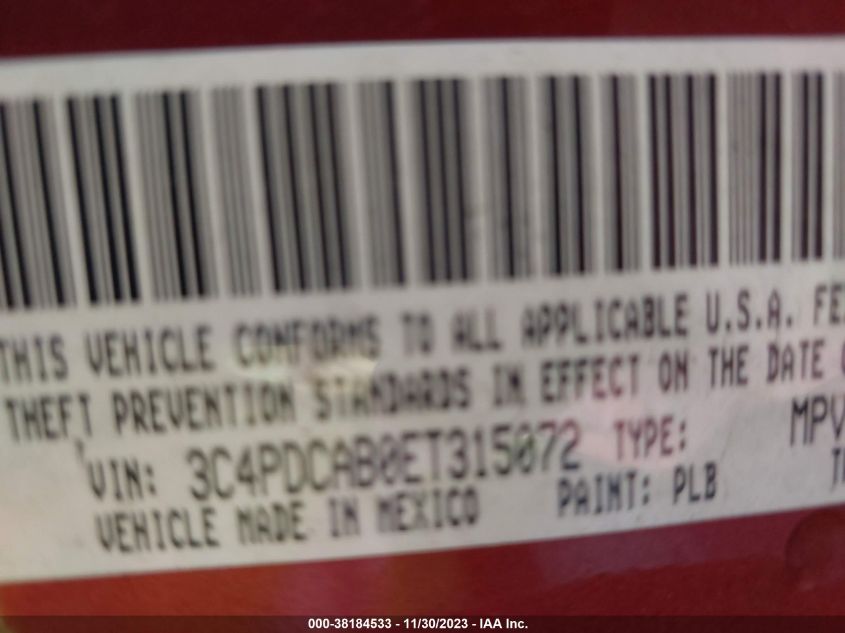 THIS VEHICLE CONFORMS TO ALL APPLICABLE U.S.A.
THEFT PREVENTION STANDARDS IN EFFECT ON THE DATE
VIN: 3C4PDCAB0ET315072 TYPE: MPV
VEHICLE MADE IN MEXICO PAINT: PLB
000-38184533 - 11/30/2023 - IAA Inc.